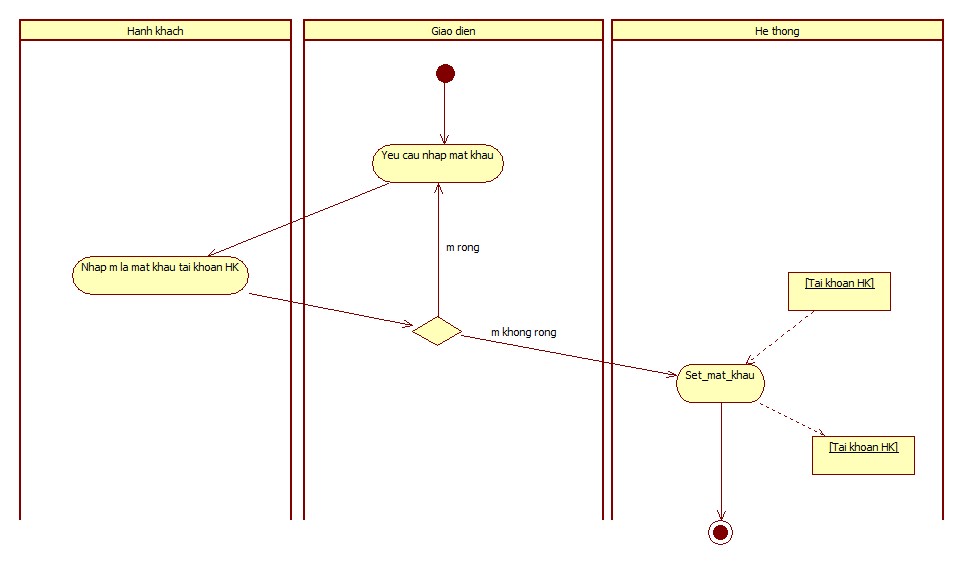 Hanh khach
Giao dien
He thong
Yeu cau nhap mat khau
m rong
Nhap m la mat khau tai khoan HK
[Tai khoan HK]
m khong rong
Set_mat_khau
[Tai khoan HK]